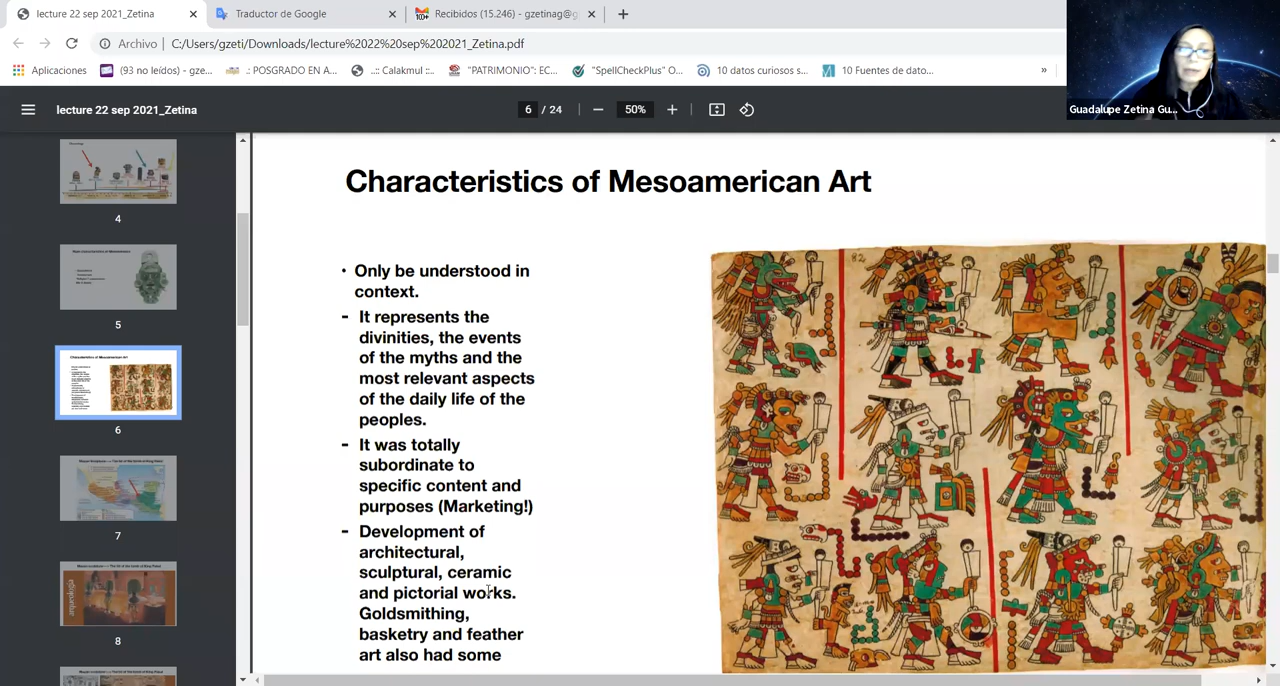 lecture 22 sep 2021_Zetina
Traductor de Google
Recibidos (15.246) - gzetinag@g
Archivo
C:/Users/gzeti/Downloads/lecture%2022%20sep%202021_Zetina.pdf
Aplicaciones
(93 no leídos) - gze...
.: POSGRADO EN A...
..:: Calakmul ::..
"PATRIMONIO": EC...
"SpellCheckPlus" O...
10 datos curiosos s...
10 Fuentes de dato...
»
Guadalupe Zetina Gu...
lecture 22 sep 2021_Zetina
6 / 24
50%
4
5
6
7
8
Characteristics of Mesoamerican Art
• Only be understood in
context.
- It represents the
divinities, the events
of the myths and the
most relevant aspects
of the daily life of the
peoples.
- It was totally
subordinate to
specific content and
purposes (Marketing!)
- Development of
architectural,
sculptural, ceramic
and pictorial works.
Goldsmithing,
basketry and feather
art also had some
82